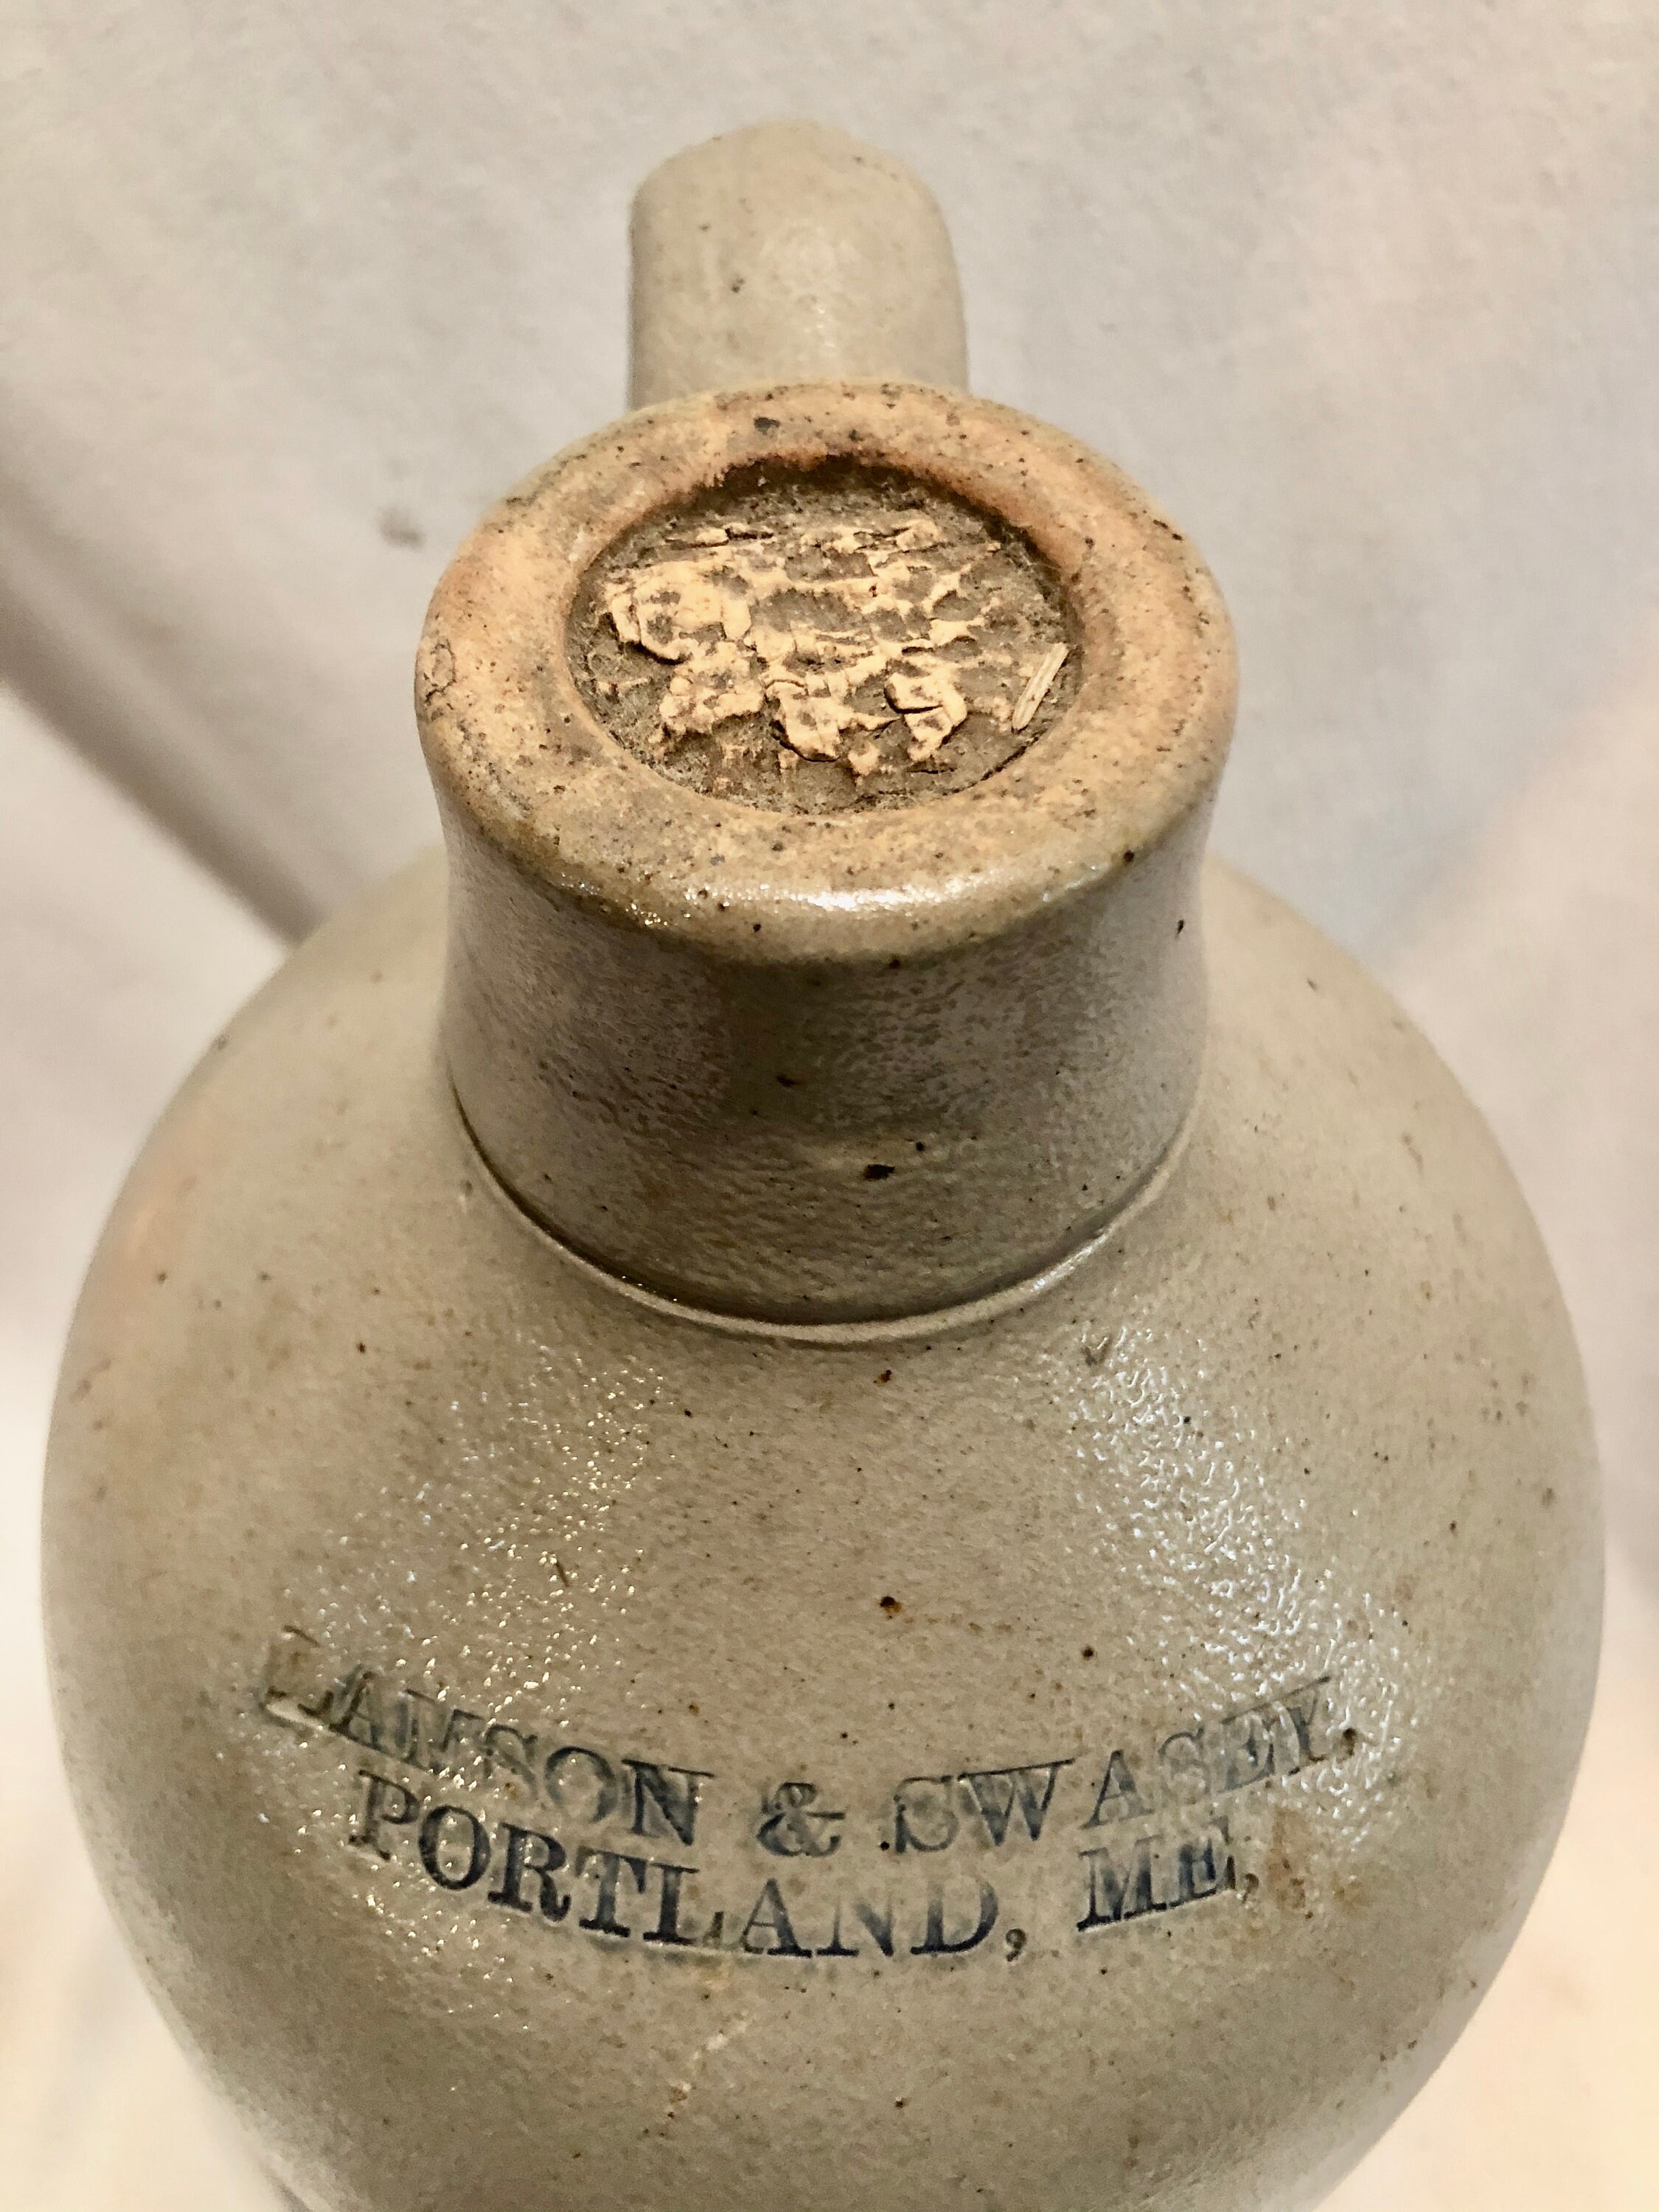 LAMSON & SWASEY,
PORTLAND, ME,